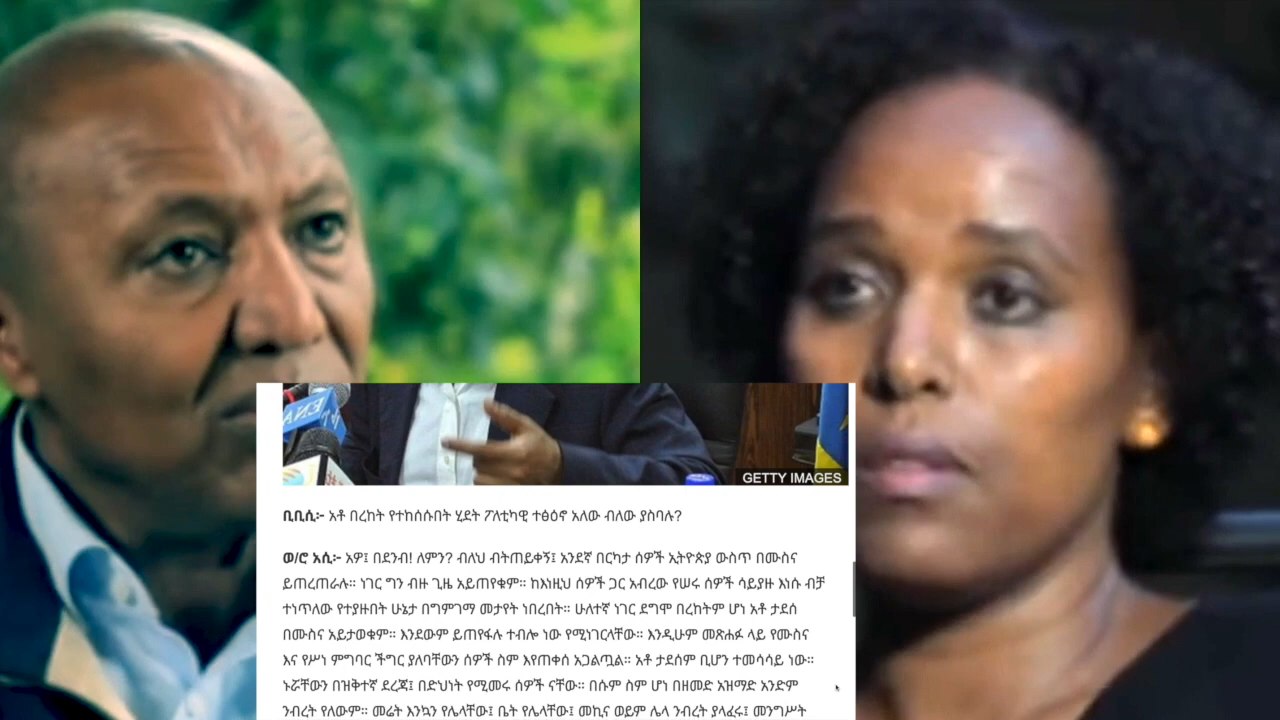 ENA
GETTY IMAGES
ቢቢሲ፡- አቶ በረከት የተከሰሱበት ሂደት ፖለቲካዊ ተፅዕኖ አለው ብለው ያስባሉ?
ወ/ሮ አሲ፡- አዎ፤ በደንብ! ለምን? ብለህ ብትጠይቀኝ፤ አንደኛ በርካታ ሰዎች ኢትዮጵያ ውስጥ በሙስና
ይጠረጠራሉ። ነገር ግን ብዙ ጊዜ አይጠየቁም። ከእነዚህ ሰዎች ጋር አብረው የሠሩ ሰዎች ሳይያዙ እሱ ብቻ
ተነጥለው የተያዙበት ሁኔታ በግምገማ መታየት ነበረበት። ሁለተኛ ነገር ደግሞ በረከትም ሆነ አቶ ታደሰ
በሙስና አይታወቁም። እንደውም ይጠየፋሉ ተብሎ ነው የሚነገርላቸው። እንዲሁም መጽሐፉ ላይ የሙስና
እና የሥነ ምግባር ችግር ያለባቸውን ሰዎች ስም እየጠቀሰ አጋልጧል። አቶ ታደሰም ቢሆን ተመሳሳይ ነው።
ኑሯቸውን በዝቅተኛ ደረጃ፤ በድህነት የሚመሩ ሰዎች ናቸው። በሱም ስም ሆነ በዘመድ አዝማድ አንድም
ንብረት የለውም። መሬት እንኳን የሌላቸው፤ ቤት የሌላቸው፤ መኪና ወይም ሌላ ንብረት ያላፈሩ፤ መንግሥት